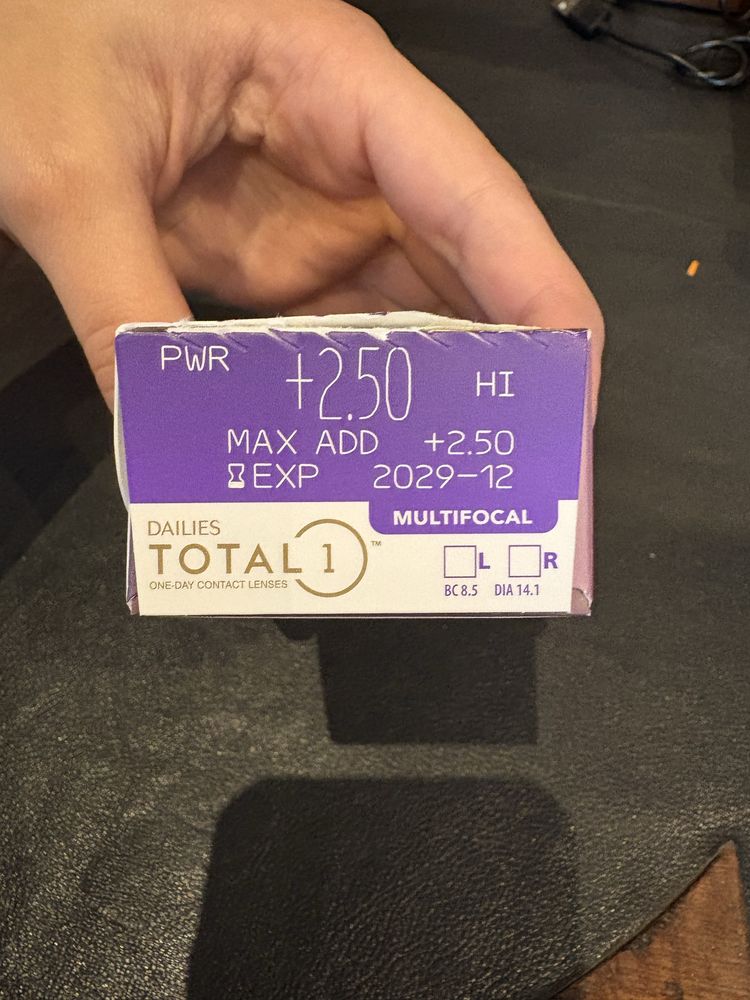 PWR +2.50 HI
MAX ADD +2.50
EXP 2029-12
MULTIFOCAL
DAILIES
TOTAL 1™
ONE-DAY CONTACT LENSES
L R
BC 8.5 DIA 14.1